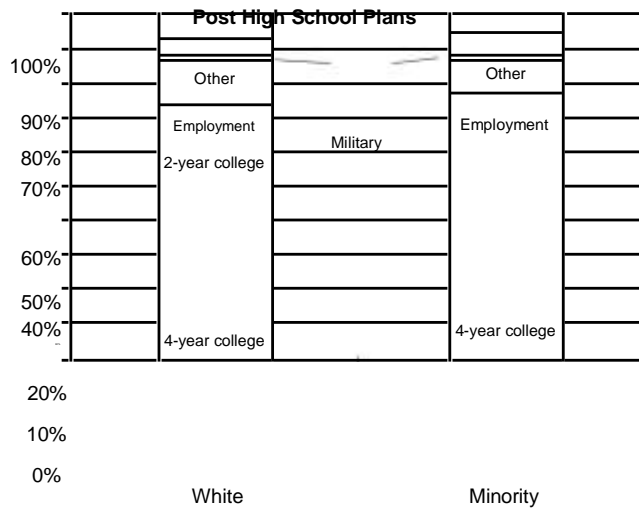 Post High School Plans
100%
Other
Other
90%
Employment
Employment
80%
Military
2-year college
70%
60%
50%
40%
4-year college
4-year college
20%
10%
0%
White
Minority